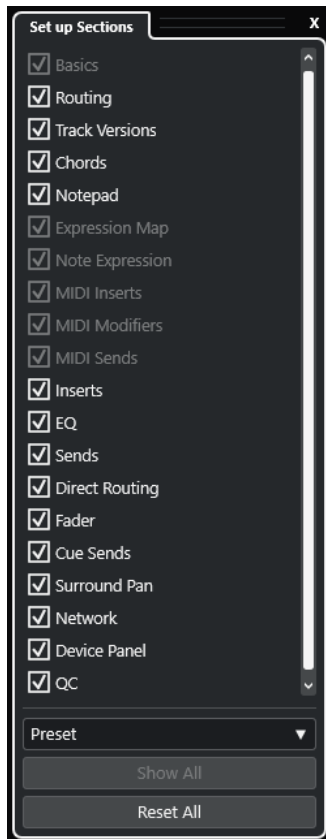 Set up Sections
X
Basics
Routing
Track Versions
Chords
Notepad
Expression Map
Note Expression
MIDI Inserts
MIDI Modifiers
MIDI Sends
Inserts
EQ
Sends
Direct Routing
Fader
Cue Sends
Surround Pan
Network
Device Panel
QC
Preset
Show All
Reset All